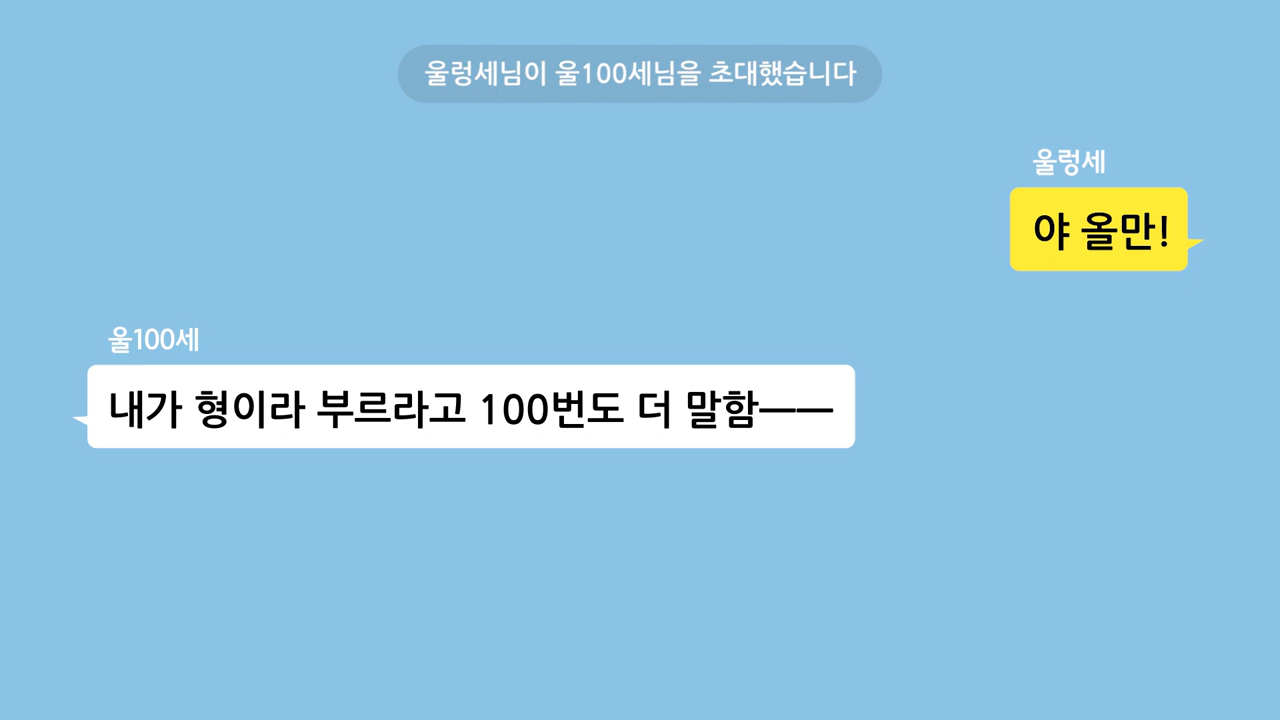 울렁세님이 울100세님을 초대했습니다
울렁세
야 올만!
울100세
내가 형이라 부르라고 100번도 더 말함ㅡㅡ